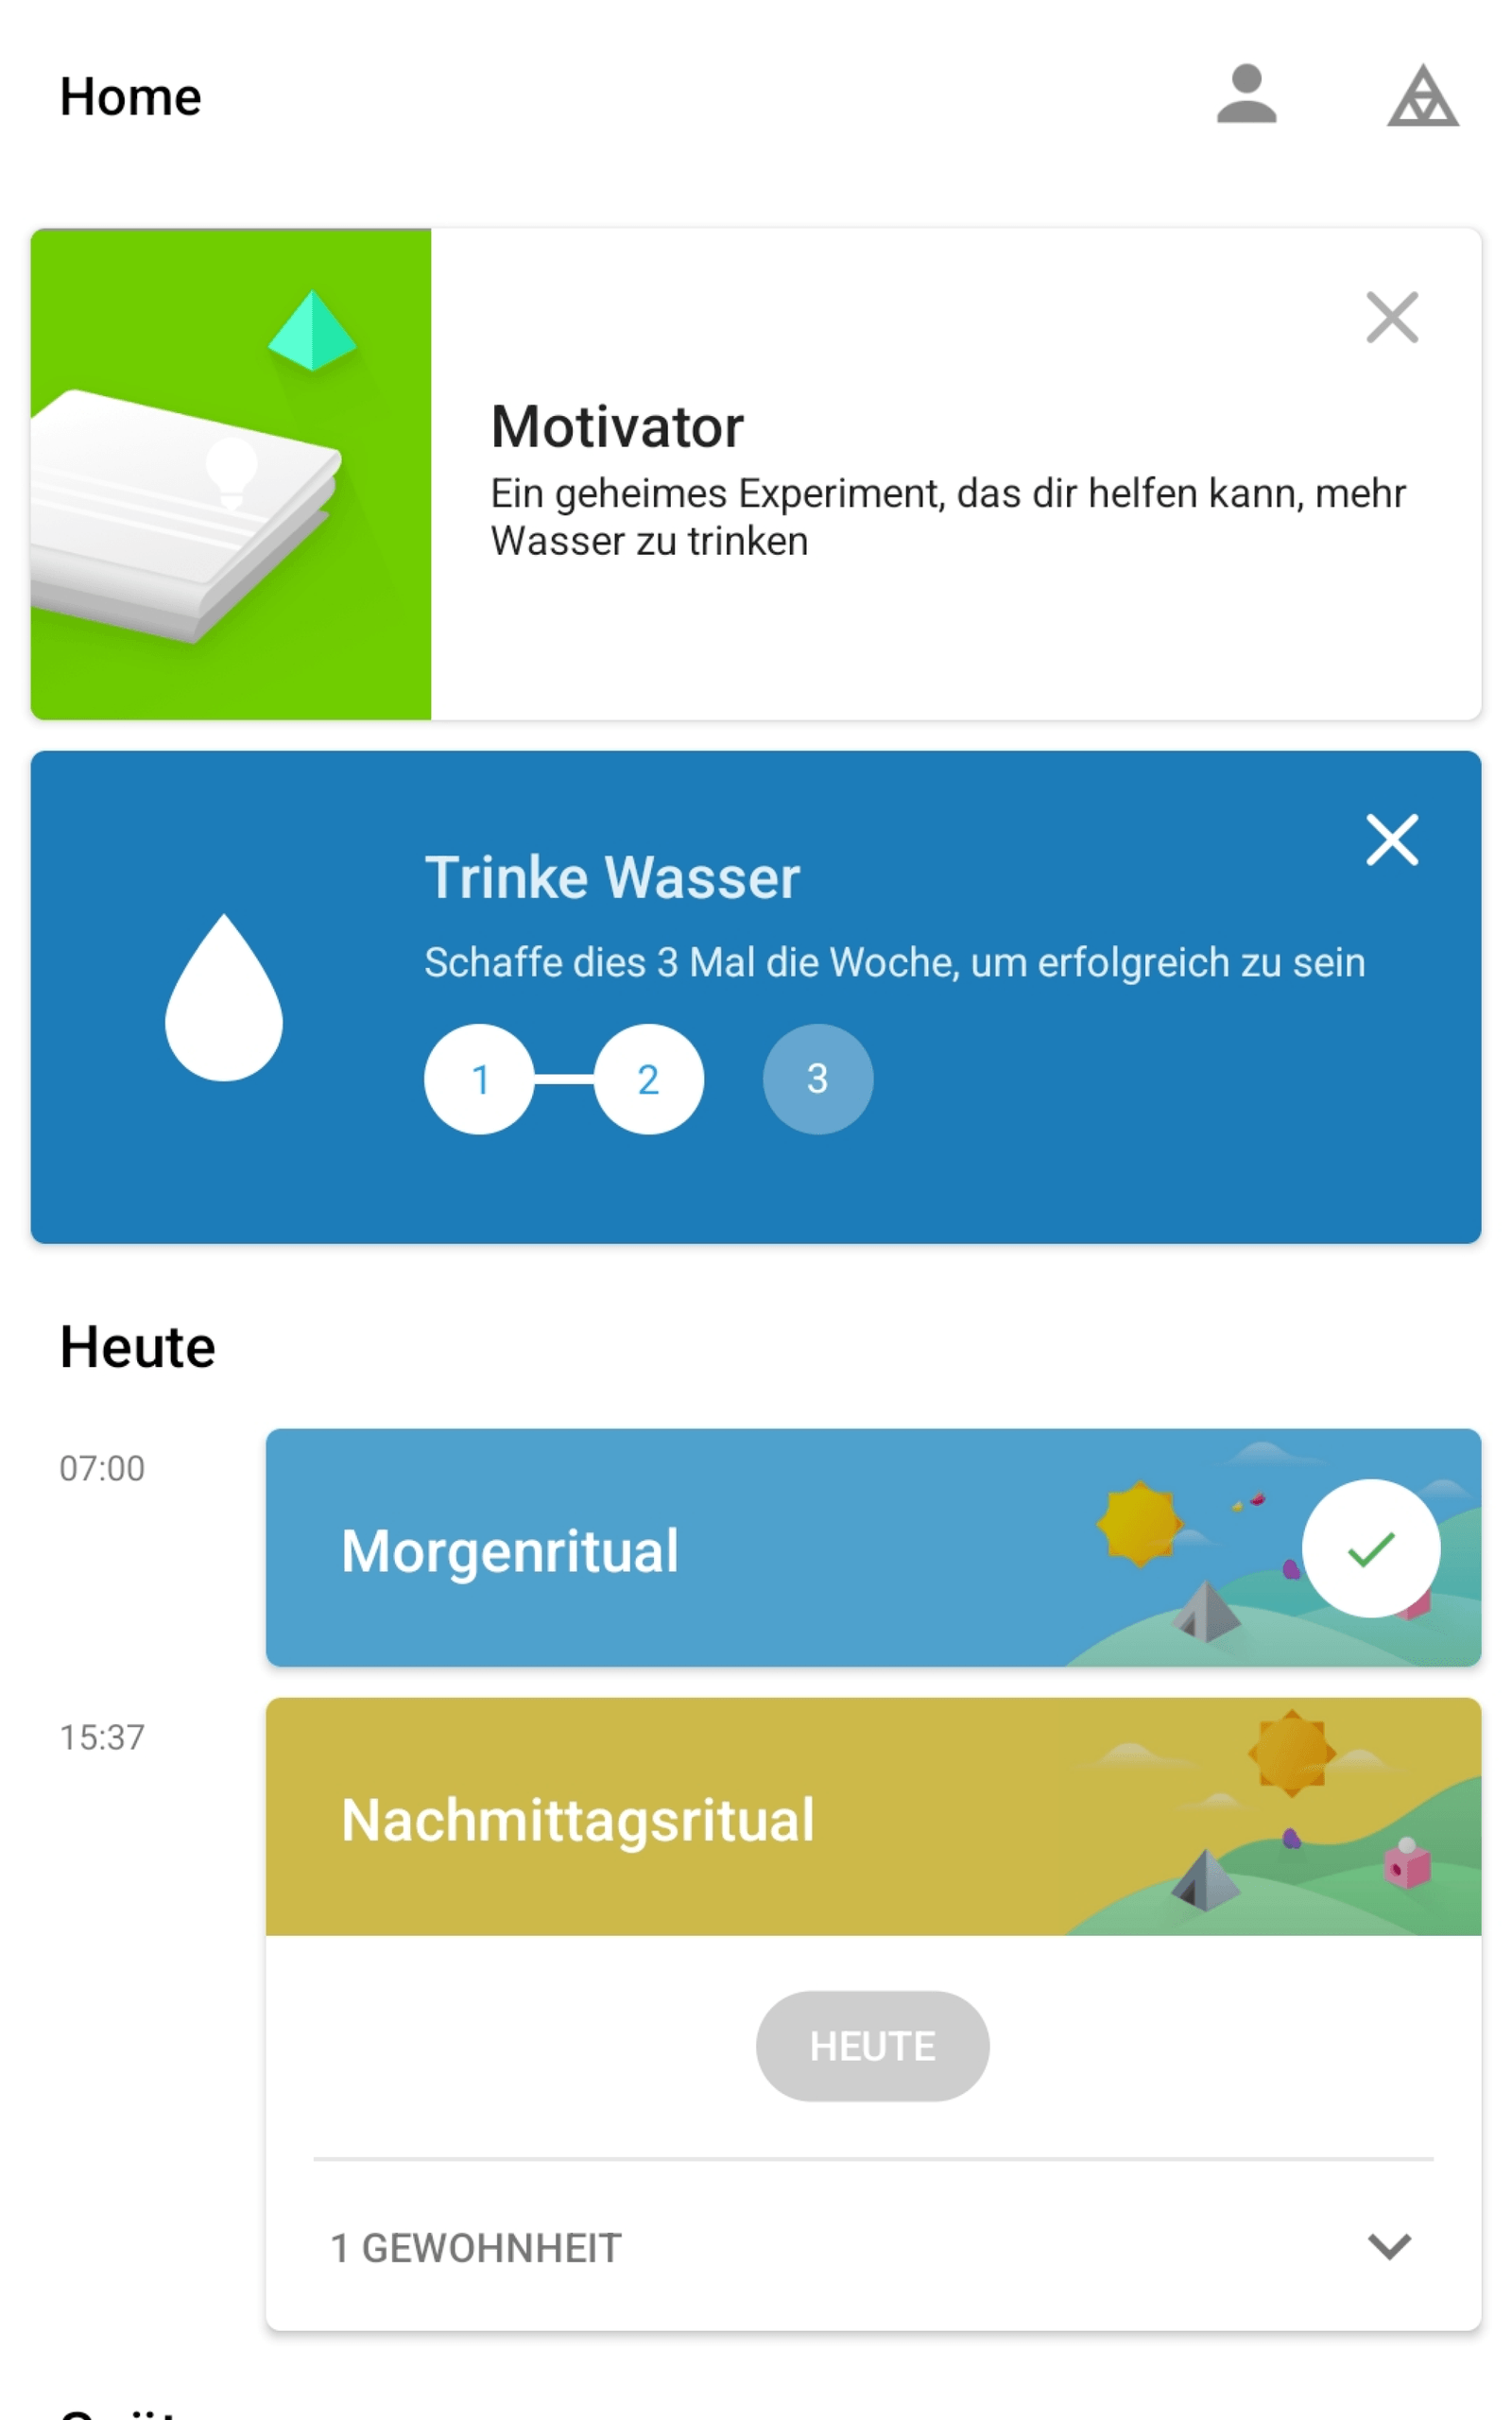 Home
Motivator
Ein geheimes Experiment, das dir helfen kann, mehr
Wasser zu trinken
Trinke Wasser
Schaffe dies 3 Mal die Woche, um erfolgreich zu sein
1 2 3
Heute
07:00
Morgenritual
15:37
Nachmittagsritual
HEUTE
1 GEWOHNHEIT